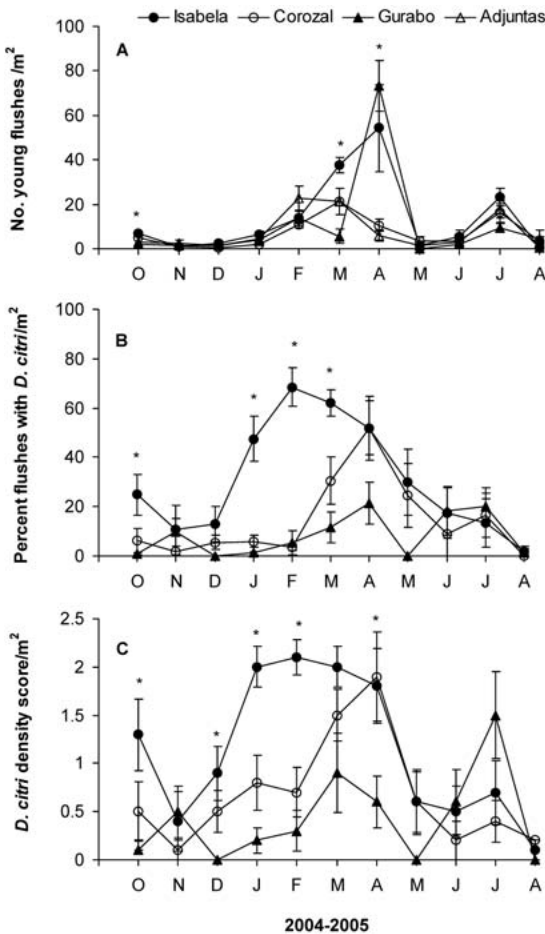 Isabela Corozal Gurabo Adjuntas
A
No. young flushes /m²
100
80
60
40
20
0
* * *
O N D J F M A M J J A
B
Percent flushes with D. citri/m²
100
80
60
40
20
0
* * * *
O N D J F M A M J J A
C
D. citri density score/m²
2.5
2
1.5
1
0.5
0
* * * * *
O N D J F M A M J J A
2004-2005